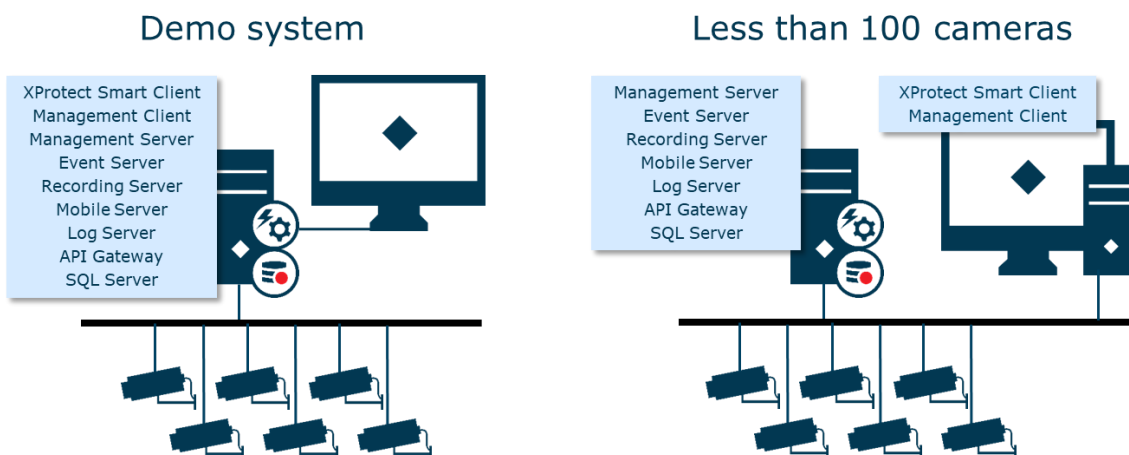 Demo system
XProtect Smart Client
Management Client
Management Server
Event Server
Recording Server
Mobile Server
Log Server
API Gateway
SQL Server
Less than 100 cameras
Management Server
Event Server
Recording Server
Mobile Server
Log Server
API Gateway
SQL Server
XProtect Smart Client
Management Client